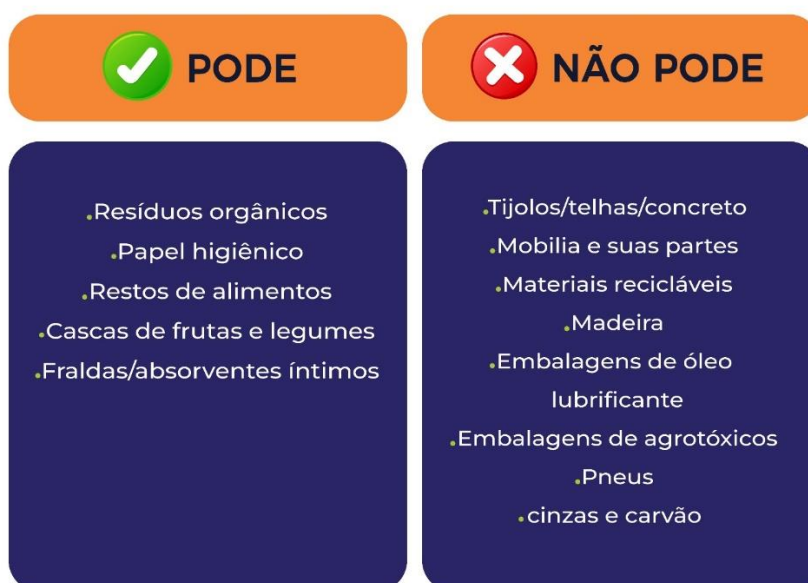 PODE
.Resíduos orgânicos
.Papel higiênico
.Restos de alimentos
.Cascas de frutas e legumes
.Fraldas/absorventes íntimos
NÃO PODE
.Tijolos/telhas/concreto
.Mobilia e suas partes
.Materiais recicláveis
.Madeira
.Embalagens de óleo
lubrificante
.Embalagens de agrotóxicos
.Pneus
.cinzas e carvão